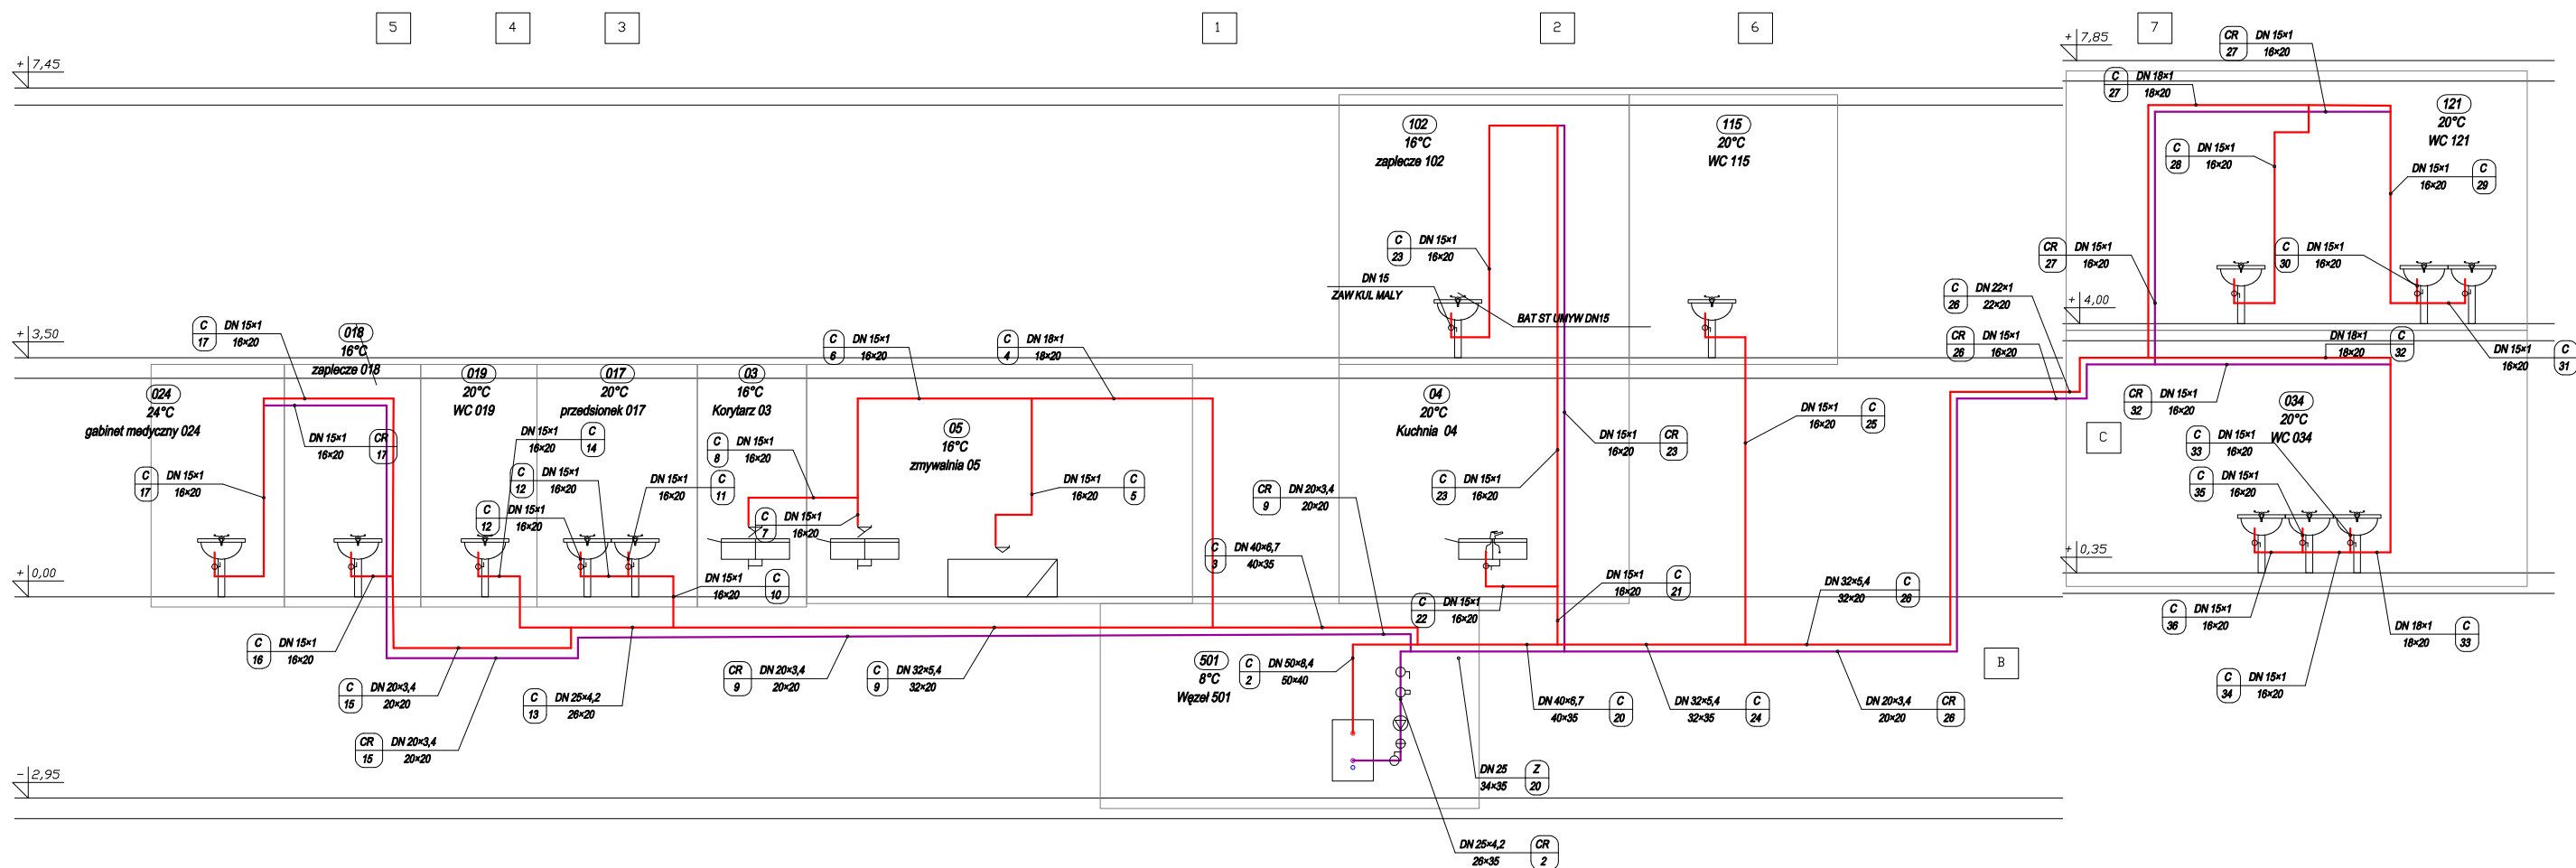 5
4
3
1
2
6
7
+ 7,45
+ 7,85
CR DN 15×1
27 16×20
C DN 18×1
27 18×20
102
16°C
zaplecze 102
115
20°C
WC 115
121
20°C
WC 121
C DN 15×1
28 16×20
DN 15×1 C
16×20 29
C DN 15×1
23 16×20
DN 15
ZAW KUL MALY
BAT ST UMYW DN15
CR DN 15×1
27 16×20
C DN 15×1
30 16×20
C DN 22×1
26 22×20
+ 4,00
CR DN 15×1
26 16×20
DN 18×1 C
18×20 32
DN 15×1 C
16×20 31
+ 3,50
C DN 15×1
17 16×20
018
16°C
zaplecze 018
C DN 15×1
6 16×20
C DN 18×1
4 18×20
024
24°C
gabinet medyczny 024
019
20°C
WC 019
017
20°C
przedsionek 017
03
16°C
Korytarz 03
05
16°C
zmywalnia 05
04
20°C
Kuchnia 04
DN 15×1 C
16×20 25
CR DN 15×1
32 16×20
034
20°C
WC 034
C
DN 15×1 CR
16×20 17
DN 15×1 C
16×20 14
C DN 15×1
8 16×20
DN 15×1 CR
16×20 23
C DN 15×1
33 16×20
C DN 15×1
17 16×20
C DN 15×1
12 16×20
DN 15×1 C
16×20 11
DN 15×1 C
16×20 5
CR DN 20×3,4
9 20×20
C DN 15×1
23 16×20
C DN 15×1
35 16×20
C DN 15×1
12 16×20
C DN 15×1
7 16×20
C DN 40×6,7
3 40×35
+ 0,00
+ 0,35
DN 15×1 C
16×20 10
DN 15×1 C
16×20 21
DN 32×5,4 C
32×20 26
C DN 15×1
22 16×20
C DN 15×1
36 16×20
DN 18×1 C
18×20 33
C DN 15×1
16 16×20
501
8°C
Węzeł 501
C DN 50×8,4
2 50×40
B
C DN 20×3,4
15 20×20
C DN 25×4,2
13 26×20
CR DN 20×3,4
9 20×20
C DN 32×5,4
9 32×20
DN 40×6,7 C
40×35 20
DN 32×5,4 C
32×35 24
DN 20×3,4 CR
20×20 26
C DN 15×1
34 16×20
CR DN 20×3,4
15 20×20
- 2,95
DN 25 Z
34×35 20
DN 25×4,2 CR
26×35 2